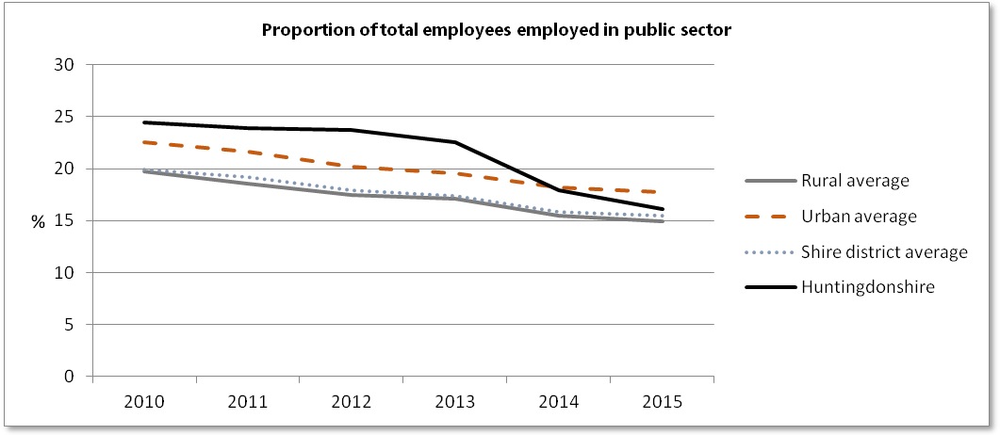 Proportion of total employees employed in public sector
30
25
20
15
10
5
0
%
2010 2011 2012 2013 2014 2015
Rural average
Urban average
Shire district average
Huntingdonshire